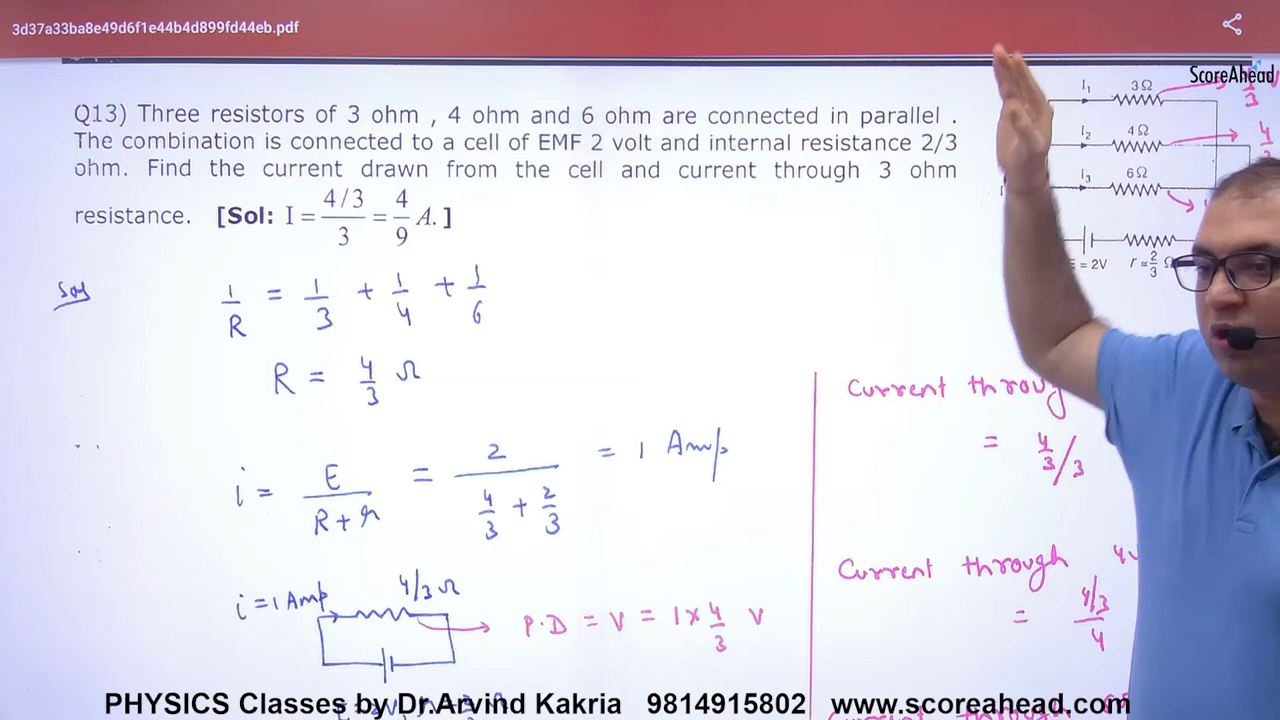 3d37a33ba8e49d6f1e44b4d899fd44eb.pdf
ScoreAhead
Q13) Three resistors of 3 ohm , 4 ohm and 6 ohm are connected in parallel .
The combination is connected to a cell of EMF 2 volt and internal resistance 2/3
ohm. Find the current drawn from the cell and current through 3 ohm
resistance. [Sol: I = (4/3)/3 = 4/9 A. ]
I₁ 3 Ω
I₂ 4 Ω
I₃ 6 Ω
E = 2V r = 2/3 Ω
Sol 1/R = 1/3 + 1/4 + 1/6
R = 4/3 Ω
i = E/(R + r) = 2/(4/3 + 2/3) = 1 Amp
i = 1 Amp 4/3 Ω
P.D = V = 1 × 4/3 V
Current through
= 4/3/3
Current through
= 4/3/4
PHYSICS Classes by Dr.Arvind Kakria 9814915802 www.scoreahead.com